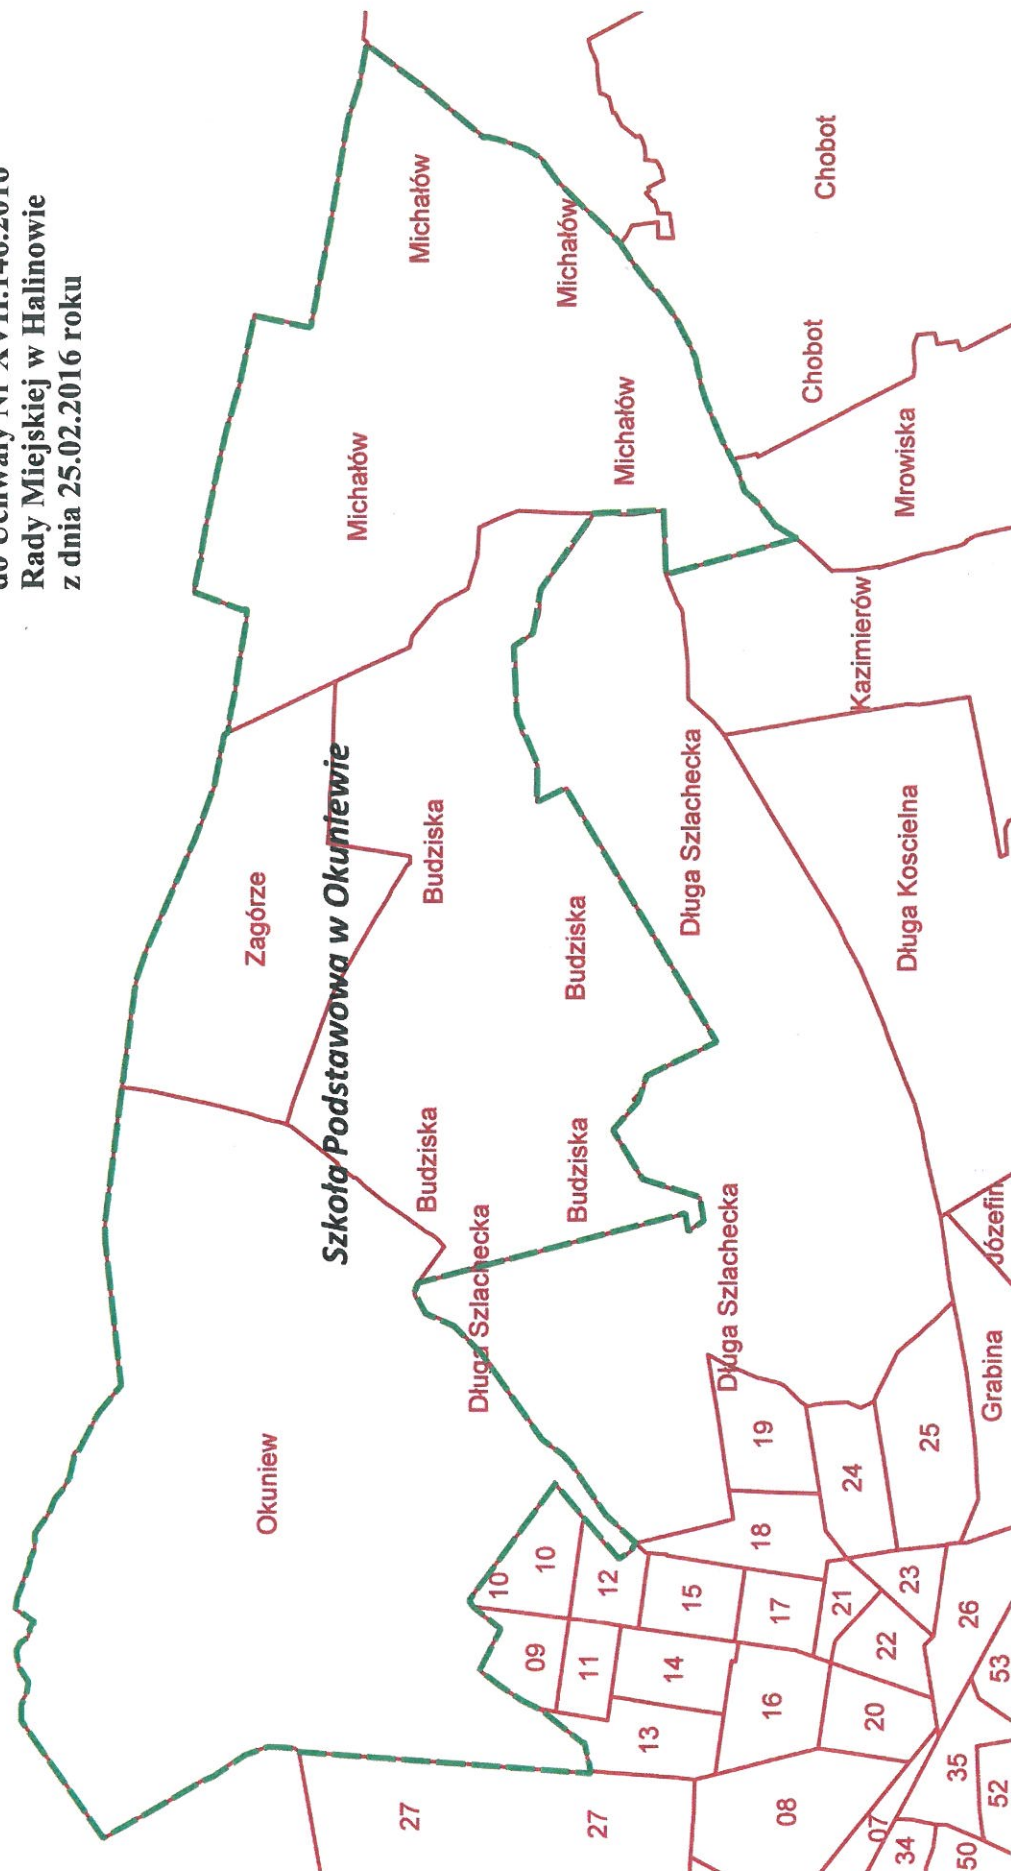 Rady Miejskiej w Halinowie
z dnia 25.02.2016 roku
Michałów
Michałów
Chobot
Michałów
Michałów
Chobot
Mrowiska
Kazimierów
Zagórze
Szkoła Podstawowa w Okuniewie
Budziska
Budziska
Długa Szlachecka
Długa Koscielna
Budziska
Budziska
Długa Szlachecka
Długa Szlachecka
Józefin
Grabina
Okuniew
10
10
12
15
17
18
19
24
25
21
23
22
26
09
11
14
13
16
20
53
27
27
08
07
34
35
52
50